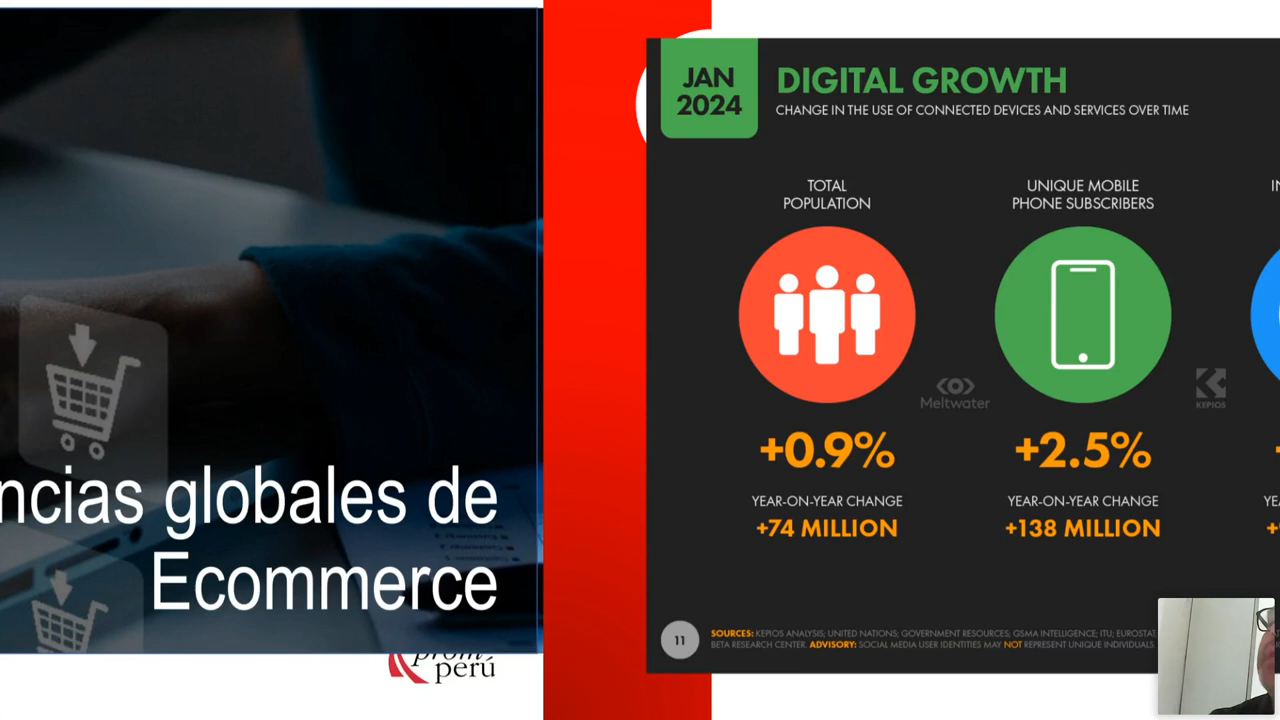 ncias globales de
Ecommerce
prom
perú
JAN
2024
DIGITAL GROWTH
CHANGE IN THE USE OF CONNECTED DEVICES AND SERVICES OVER TIME
TOTAL
POPULATION
+0.9%
YEAR-ON-YEAR CHANGE
+74 MILLION
UNIQUE MOBILE
PHONE SUBSCRIBERS
+2.5%
YEAR-ON-YEAR CHANGE
+138 MILLION
Meltwater
KEPIOS
11
SOURCES: KEPIOS ANALYSIS; UNITED NATIONS; GOVERNMENT RESOURCES; GSMA INTELLIGENCE; ITU; EUROSTAT;
BETA RESEARCH CENTER. ADVISORY: SOCIAL MEDIA USER IDENTITIES MAY NOT REPRESENT UNIQUE INDIVIDUALS